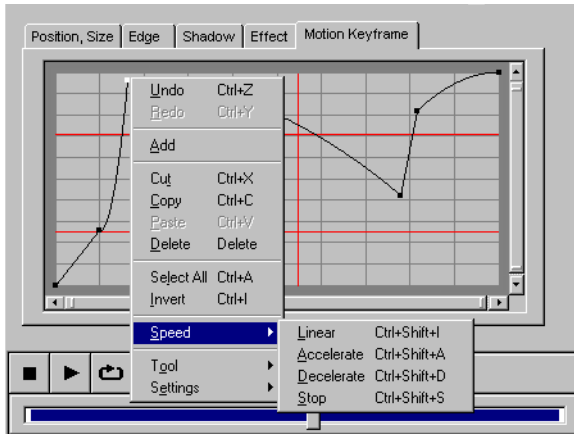 Position, Size Edge Shadow Effect Motion Keyframe
Undo Ctrl+Z
Redo Ctrl+Y
Add
Cut Ctrl+X
Copy Ctrl+C
Paste Ctrl+V
Delete Delete
Select All Ctrl+A
Invert Ctrl+I
Speed
Linear Ctrl+Shift+I
Accelerate Ctrl+Shift+A
Tool
Decelerate Ctrl+Shift+D
Settings
Stop Ctrl+Shift+S